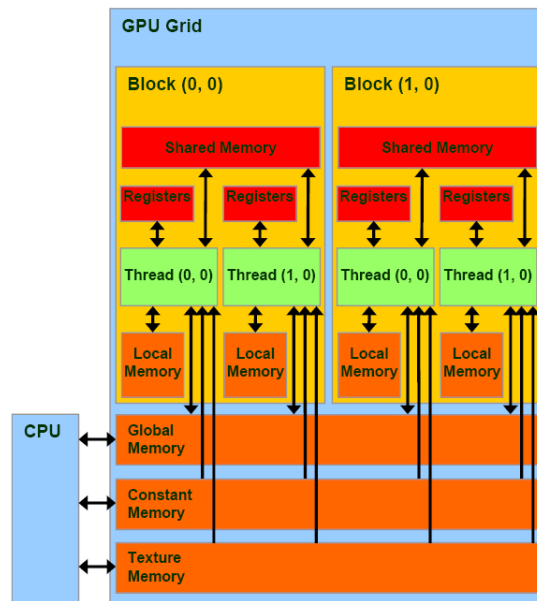 GPU Grid
Block (0, 0)
Block (1, 0)
Shared Memory
Shared Memory
Registers
Registers
Registers
Registers
Thread (0, 0)
Thread (1, 0)
Thread (0, 0)
Thread (1, 0)
Local
Memory
Local
Memory
Local
Memory
Local
Memory
CPU
Global
Memory
Constant
Memory
Texture
Memory